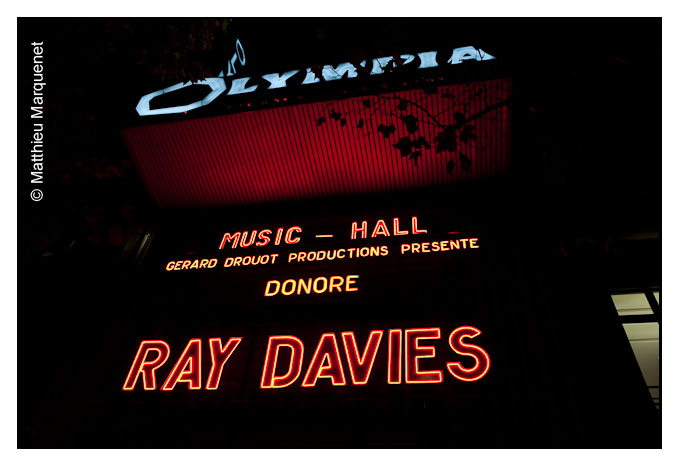 © Matthieu Marquenet
OLYMPIA
MUSIC — HALL
GERARD DROUOT PRODUCTIONS PRESENTE
DONORE
RAY DAVIES